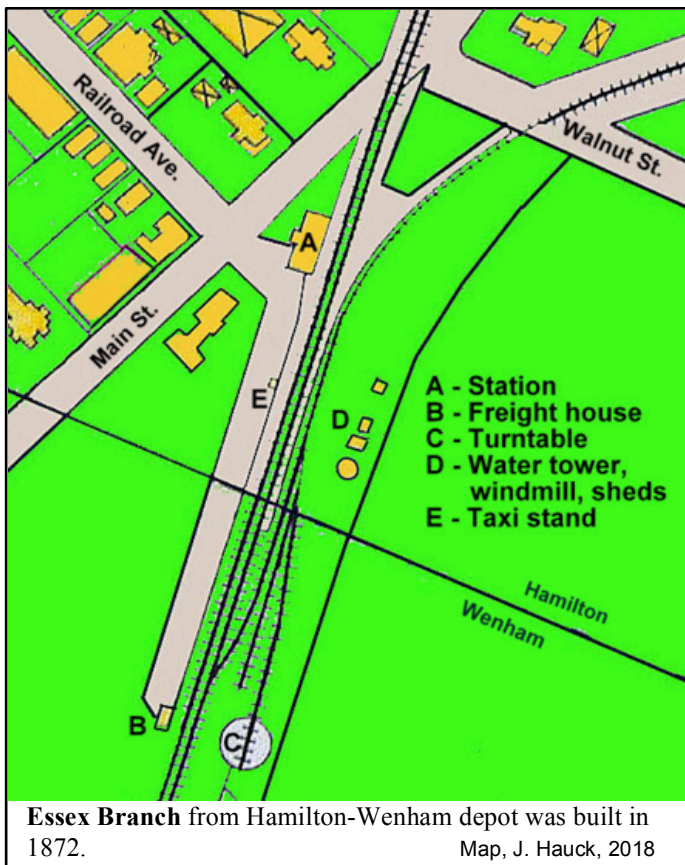 Railroad Ave.
Walnut St.
A
Main St.
E
A - Station
B - Freight house
C - Turntable
D - Water tower,
windmill, sheds
E - Taxi stand
D
Hamilton
Wenham
B
C
Essex Branch from Hamilton-Wenham depot was built in
1872. Map, J. Hauck, 2018